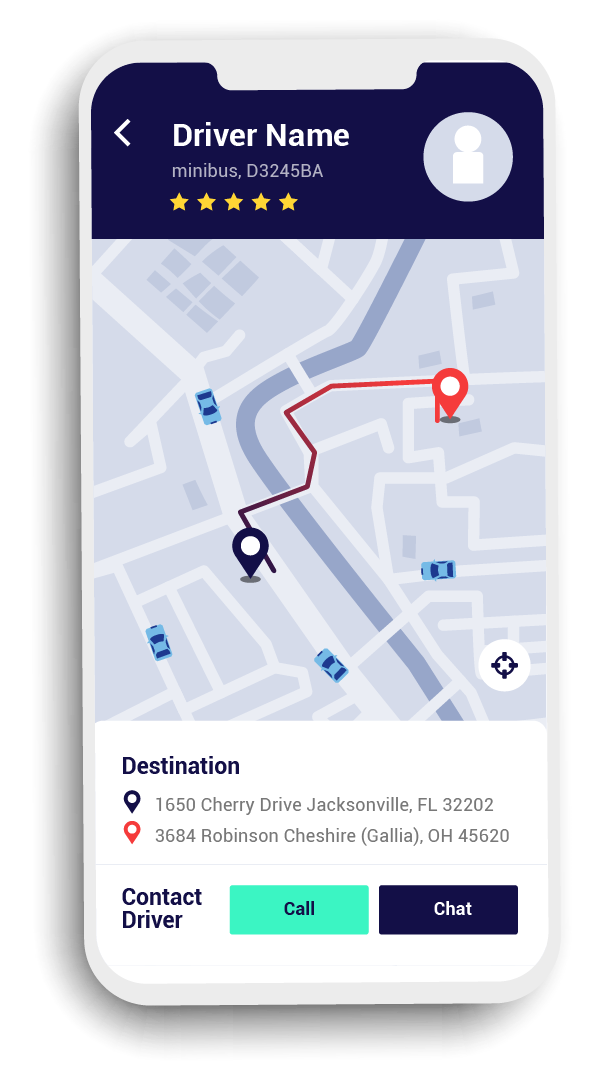 Driver Name
minibus, D3245BA
Destination
1650 Cherry Drive Jacksonville, FL 32202
3684 Robinson Cheshire (Gallia), OH 45620
Contact
Driver
Call
Chat